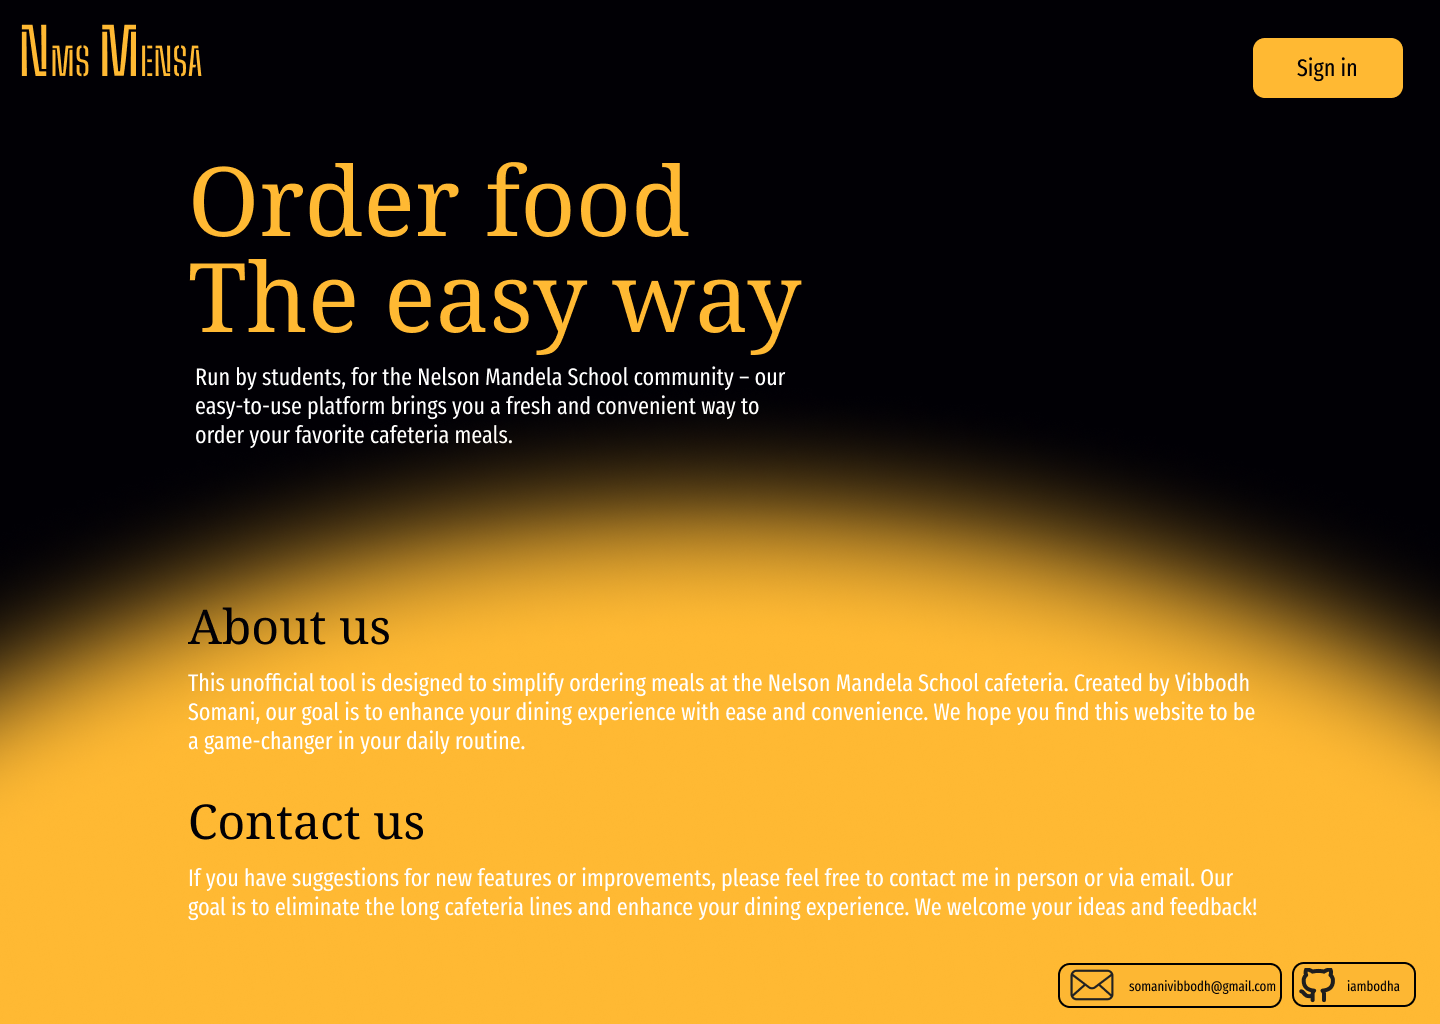 Nms Mensa
Sign in
Order food
The easy way
Run by students, for the Nelson Mandela School community – our
easy-to-use platform brings you a fresh and convenient way to
order your favorite cafeteria meals.
About us
This unofficial tool is designed to simplify ordering meals at the Nelson Mandela School cafeteria. Created by Vibbodh
Somani, our goal is to enhance your dining experience with ease and convenience. We hope you find this website to be
a game-changer in your daily routine.
Contact us
If you have suggestions for new features or improvements, please feel free to contact me in person or via email. Our
goal is to eliminate the long cafeteria lines and enhance your dining experience. We welcome your ideas and feedback!
somanivibbodh@gmail.com
iambodha